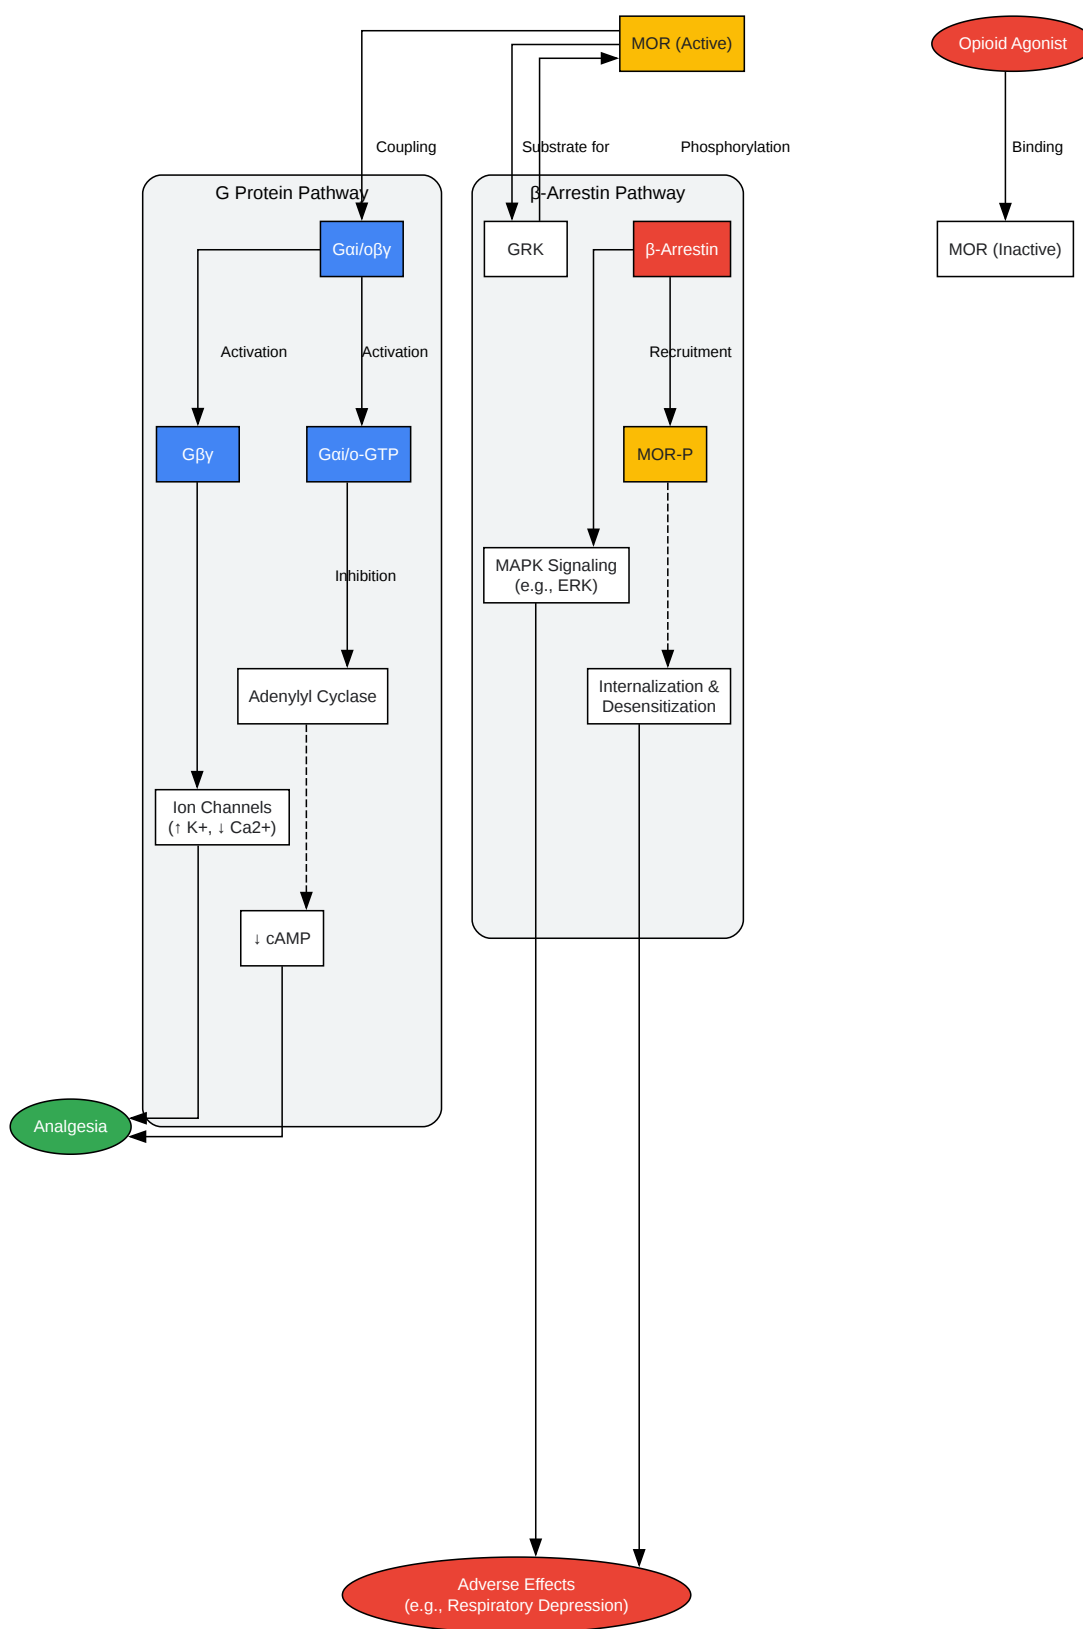 MOR (Active)
Opioid Agonist
Coupling
Substrate for
Phosphorylation
Binding
G Protein Pathway
β-Arrestin Pathway
Gαi/oβγ
GRK
β-Arrestin
MOR (Inactive)
Activation
Activation
Recruitment
Gβγ
Gαi/o-GTP
MOR-P
MAPK Signaling
(e.g., ERK)
Inhibition
Adenylyl Cyclase
Internalization &
Desensitization
Ion Channels
(↑ K+, ↓ Ca2+)
↓ cAMP
Analgesia
Adverse Effects
(e.g., Respiratory Depression)